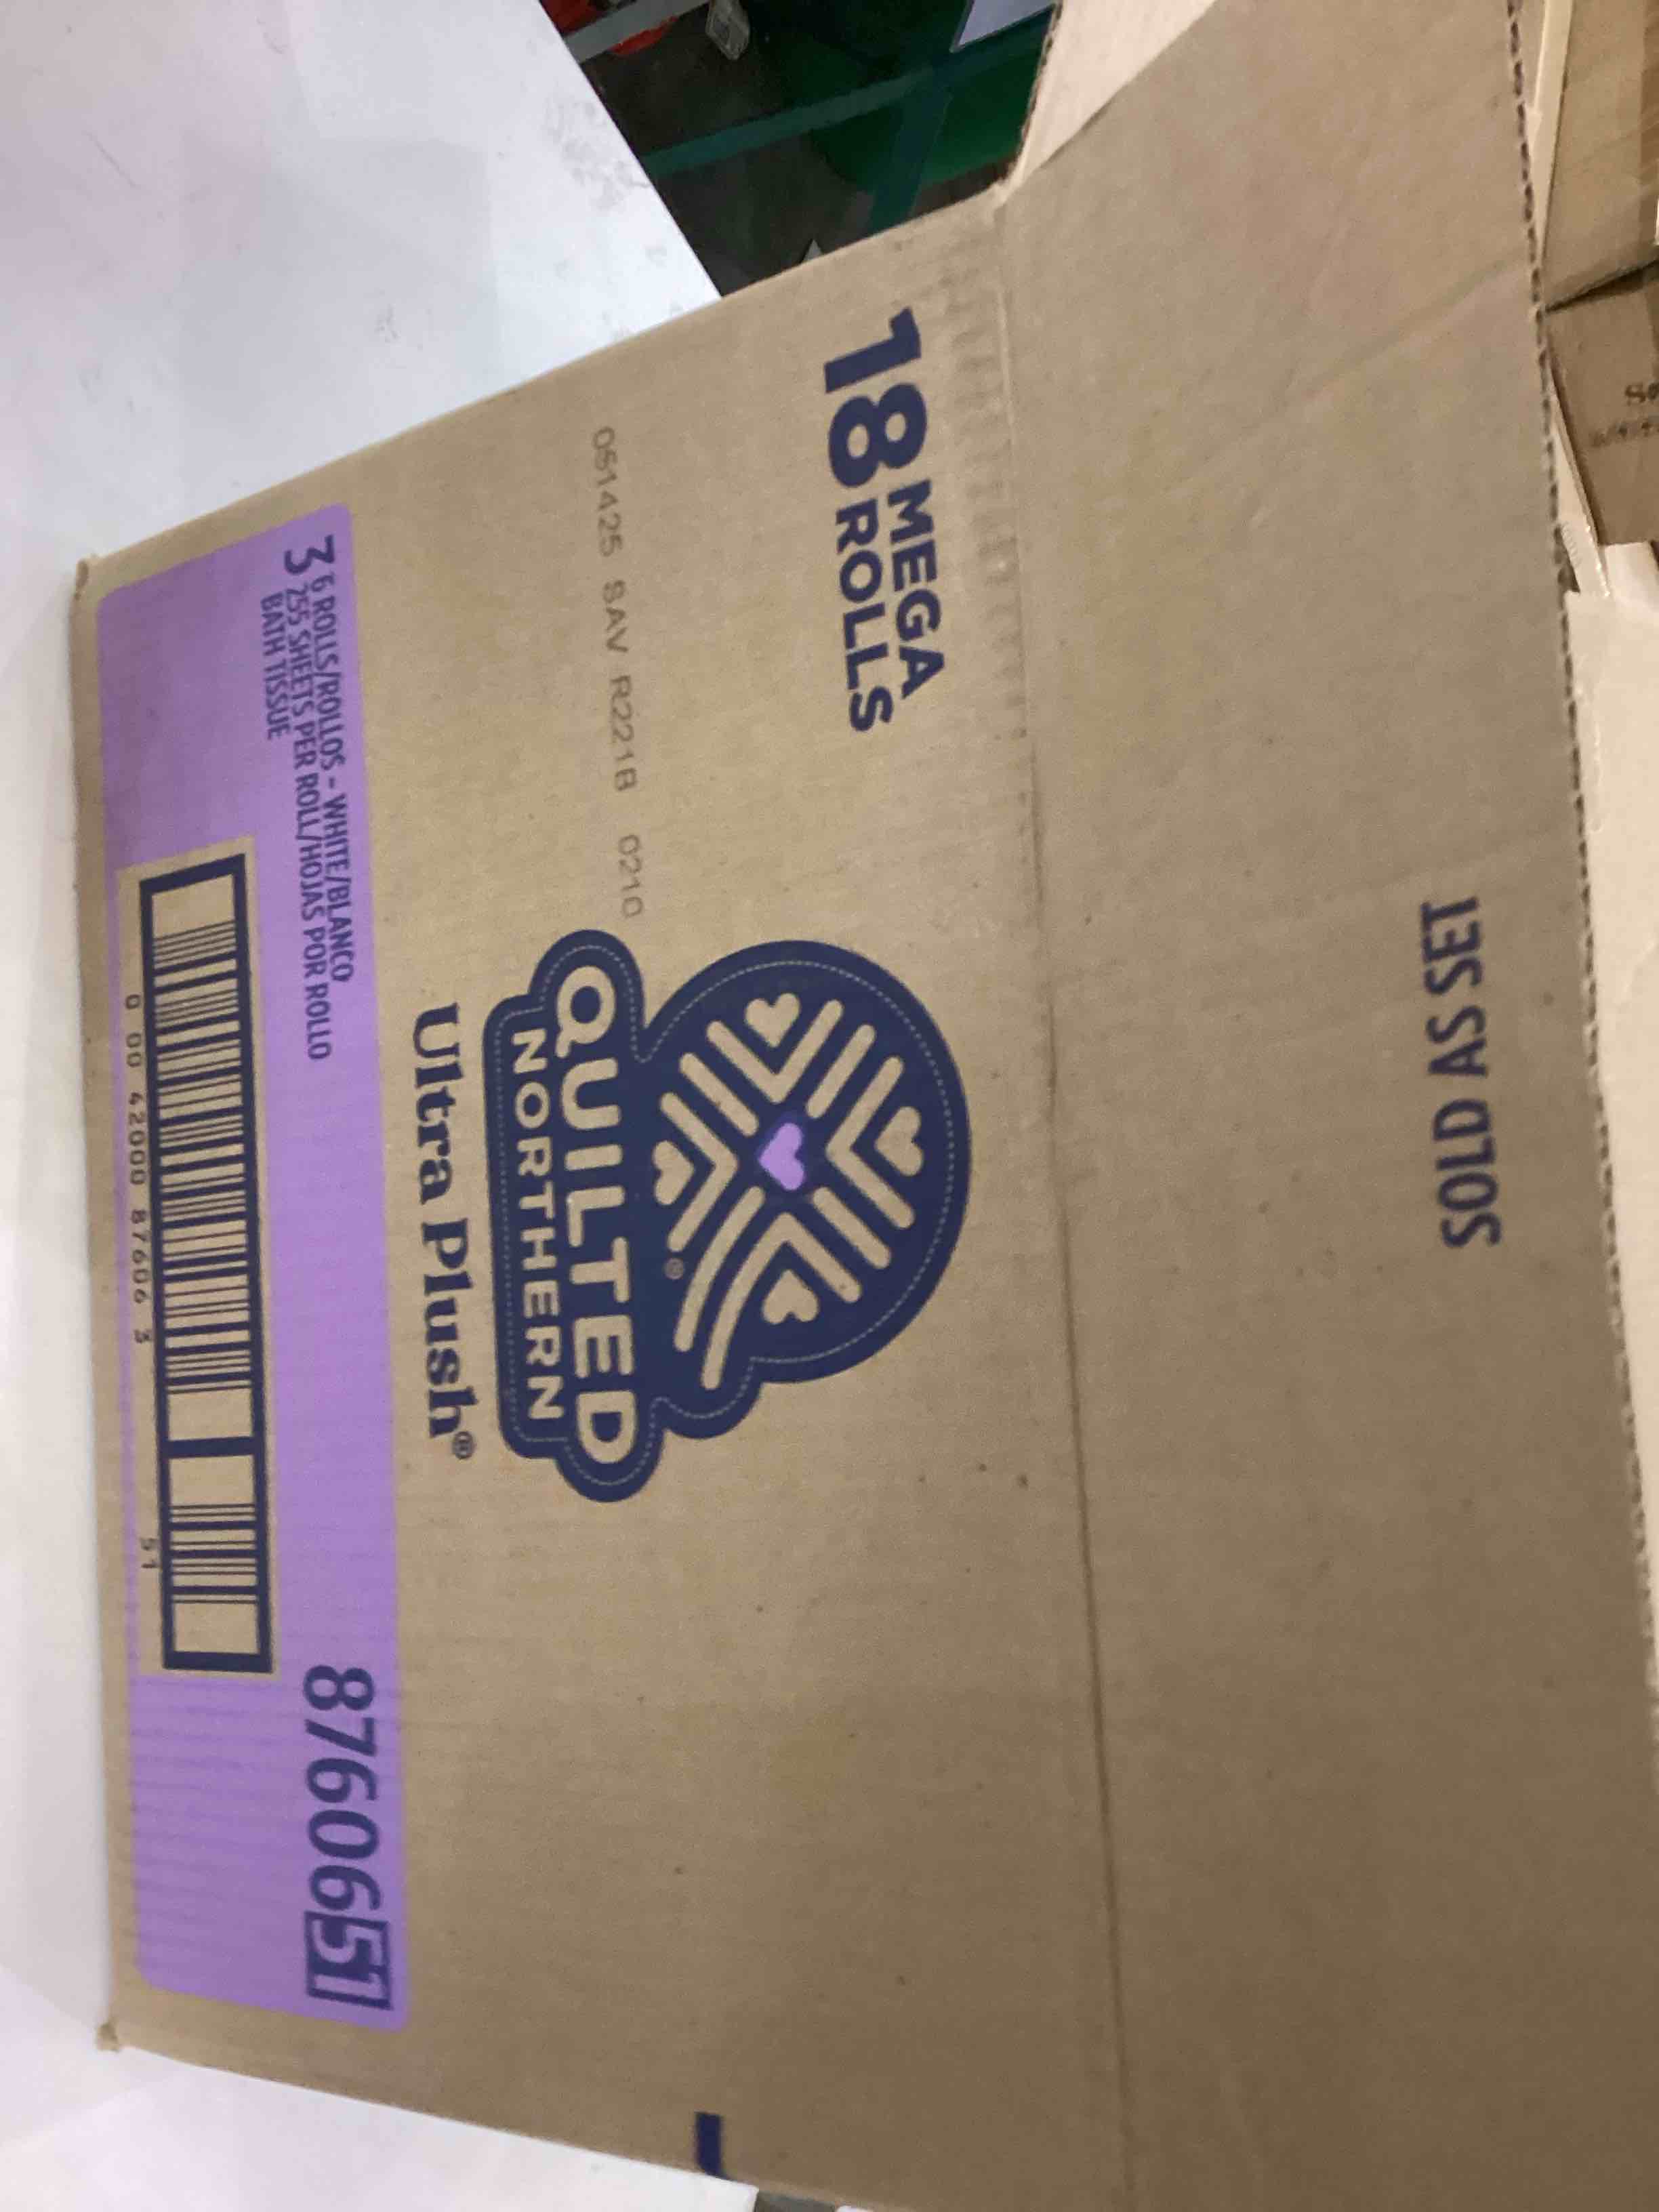 SOLD AS SET
18 MEGA
ROLLS
051425 SAV R221B 0210
QUILTED
NORTHERN
®
Ultra Plush®
3 6 ROLLS/ROLLOS - WHITE/BLANCO
255 SHEETS PER ROLL/HOJAS POR ROLLO
BATH TISSUE
87606 51
0 00 42000 87606 3 51